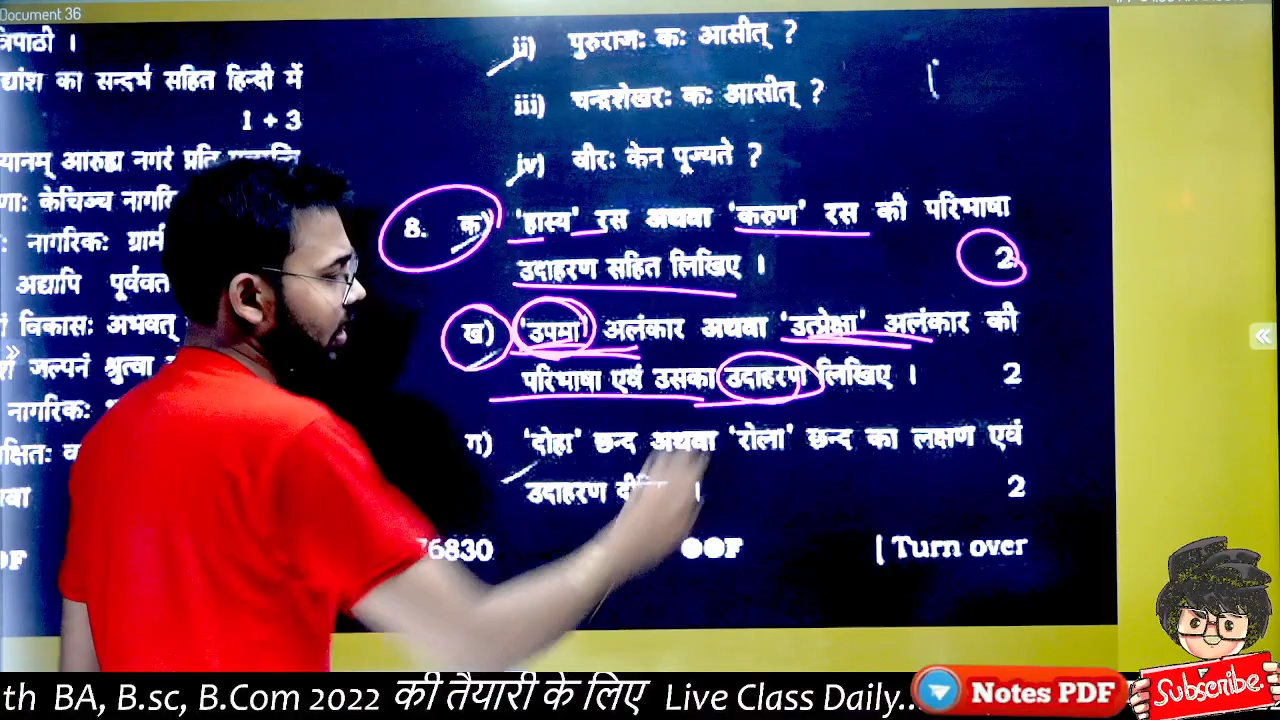 Document 36
त्रिपाठी ।
द्यांश का सन्दर्भ सहित हिन्दी में
1 + 3
यानम् आरुह्य नगरं प्रति
णाः केचिञ्च नागरि
: नागरिकः ग्राम
अद्यापि पूर्ववत
विकासः अभवत्
जल्पनं श्रुत्वा
नागरिकः
क्षितः व
वा
OF
ii) पुरुराजः कः आसीत् ?
iii) चन्द्रशेखरः कः आसीत् ?
iv) वीरः केन पूज्यते ?
8. क) 'हास्य' रस अथवा 'करुण' रस की परिभाषा
उदाहरण सहित लिखिए । 2
ख) 'उपमा' अलंकार अथवा 'उत्प्रेक्षा' अलंकार की
परिभाषा एवं उसका उदाहरण लिखिए । 2
ग) 'दोहा' छन्द अथवा 'रोला' छन्द का लक्षण एवं
उदाहरण । 2
76830 [ Turn over
th BA, B.sc, B.Com 2022 की तैयारी के लिए Live Class Daily..
Notes PDF
Subscribe.